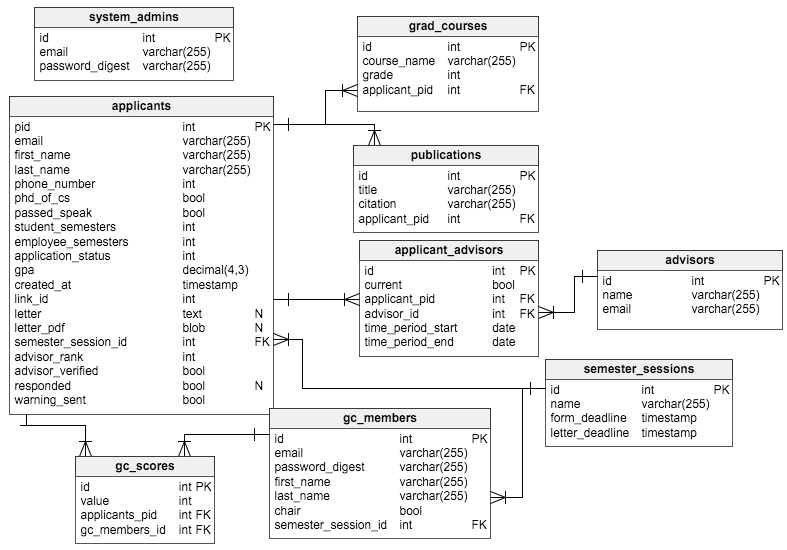 system_admins
id int PK
email varchar(255)
password_digest varchar(255)
grad_courses
id int PK
course_name varchar(255)
grade int
applicant_pid int FK
applicants
pid int PK
email varchar(255)
first_name varchar(255)
last_name varchar(255)
phone_number int
phd_of_cs bool
passed_speak bool
student_semesters int
employee_semesters int
application_status int
gpa decimal(4,3)
created_at timestamp
link_id int
letter text N
letter_pdf blob N
semester_session_id int FK
advisor_rank int
advisor_verified bool
responded bool N
warning_sent bool
publications
id int PK
title varchar(255)
citation varchar(255)
applicant_pid int FK
applicant_advisors
id int PK
current bool
applicant_pid int FK
advisor_id int FK
time_period_start date
time_period_end date
advisors
id int PK
name varchar(255)
email varchar(255)
semester_sessions
id int PK
name varchar(255)
form_deadline timestamp
letter_deadline timestamp
gc_members
id int PK
email varchar(255)
password_digest varchar(255)
first_name varchar(255)
last_name varchar(255)
chair bool
semester_session_id int FK
gc_scores
id int PK
value int
applicants_pid int FK
gc_members_id int FK